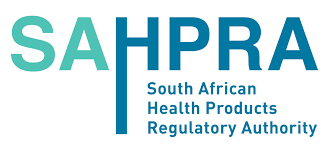 SAHPRA
South African
Health Products
Regulatory Authority